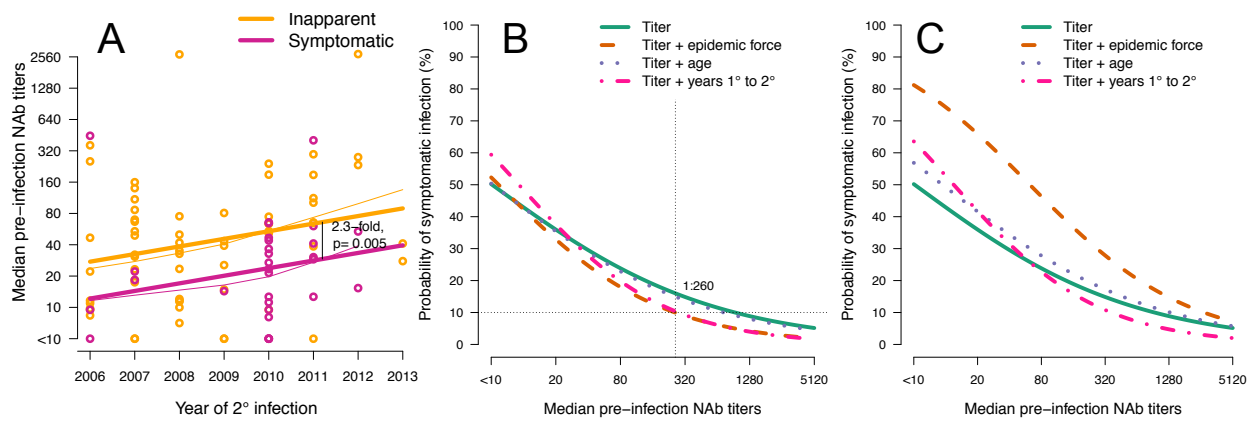 A
Inapparent
Symptomatic
Median pre−infection NAb titers
2560
1280
640
320
160
80
40
20
10
<10
2.3−fold,
p= 0.005
2006 2007 2008 2009 2010 2011 2012 2013
Year of 2° infection
B
Titer
Titer + epidemic force
Titer + age
Titer + years 1° to 2°
Probability of symptomatic infection (%)
100
90
80
70
60
50
40
30
20
10
0
1:260
<10 20 80 320 1280 5120
Median pre−infection NAb titers
C
Titer
Titer + epidemic force
Titer + age
Titer + years 1° to 2°
Probability of symptomatic infection (%)
100
90
80
70
60
50
40
30
20
10
0
<10 20 80 320 1280 5120
Median pre−infection NAb titers